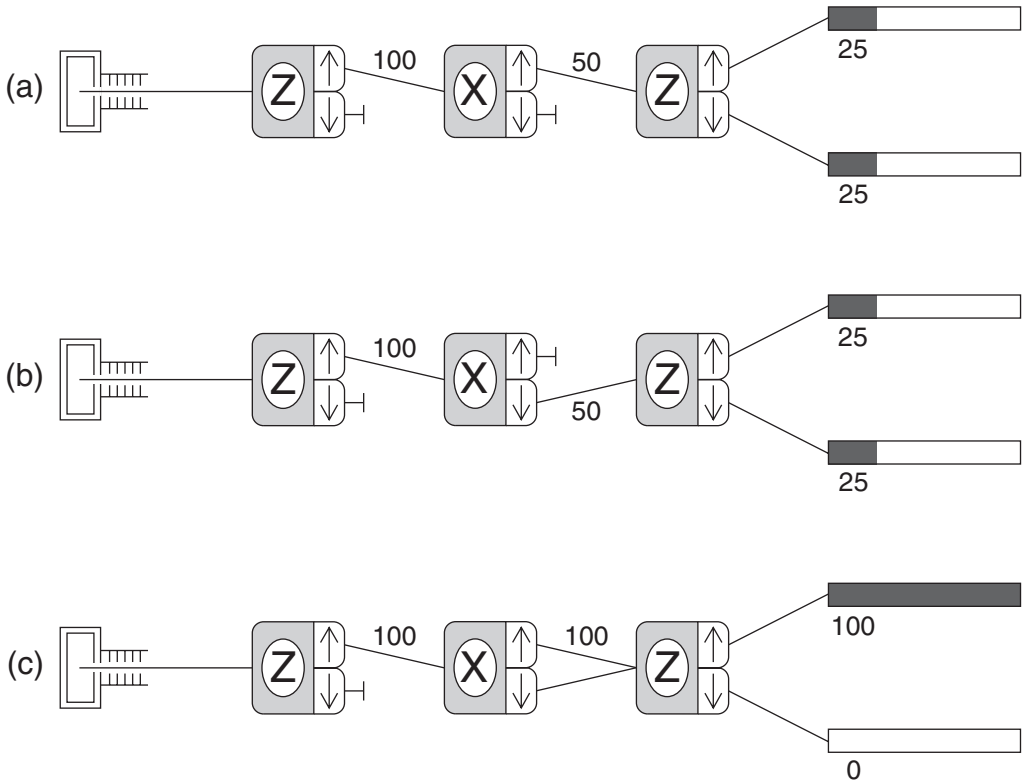 (a) Z ↑ ↓ 100 X ↑ ↓ 50 Z ↑ ↓ 25
25
(b) Z ↑ ↓ 100 X ↑ ↓ 50 Z ↑ ↓ 25
25
(c) Z ↑ ↓ 100 X ↑ ↓ 100 Z ↑ ↓ 100
0